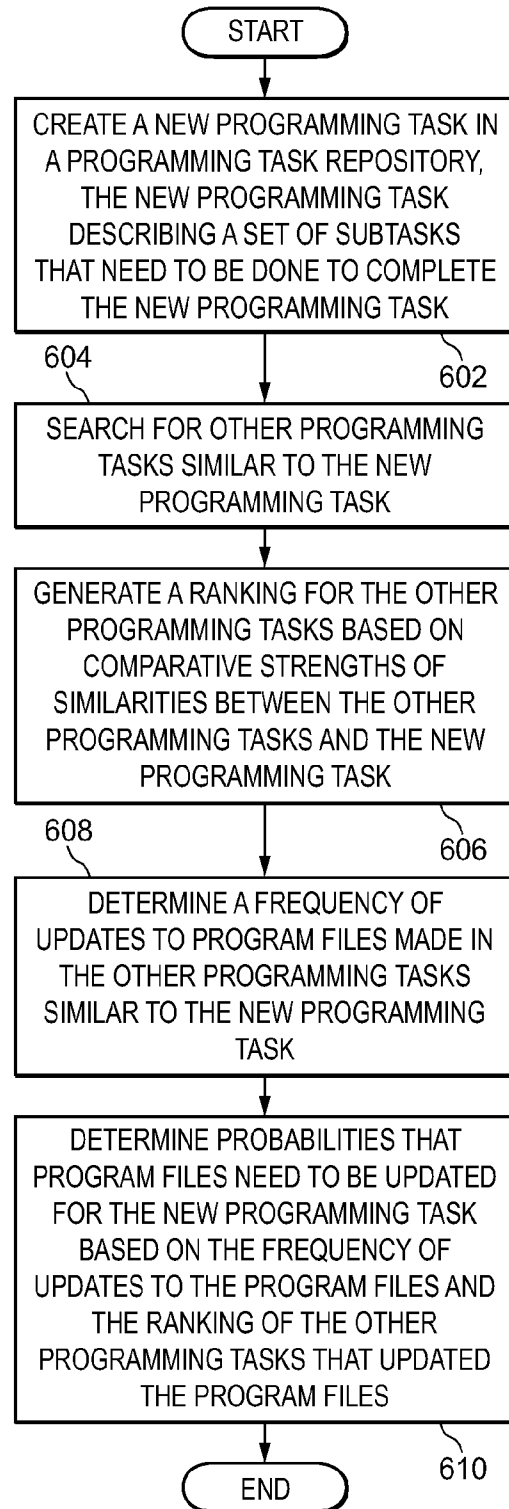 START
CREATE A NEW PROGRAMMING TASK IN
A PROGRAMMING TASK REPOSITORY,
THE NEW PROGRAMMING TASK
DESCRIBING A SET OF SUBTASKS
THAT NEED TO BE DONE TO COMPLETE
THE NEW PROGRAMMING TASK
602
604
SEARCH FOR OTHER PROGRAMMING
TASKS SIMILAR TO THE NEW
PROGRAMMING TASK
GENERATE A RANKING FOR THE OTHER
PROGRAMMING TASKS BASED ON
COMPARATIVE STRENGTHS OF
SIMILARITIES BETWEEN THE OTHER
PROGRAMMING TASKS AND THE NEW
PROGRAMMING TASK
606
608
DETERMINE A FREQUENCY OF
UPDATES TO PROGRAM FILES MADE IN
THE OTHER PROGRAMMING TASKS
SIMILAR TO THE NEW PROGRAMMING
TASK
DETERMINE PROBABILITIES THAT
PROGRAM FILES NEED TO BE UPDATED
FOR THE NEW PROGRAMMING TASK
BASED ON THE FREQUENCY OF
UPDATES TO THE PROGRAM FILES AND
THE RANKING OF THE OTHER
PROGRAMMING TASKS THAT UPDATED
THE PROGRAM FILES
610
END